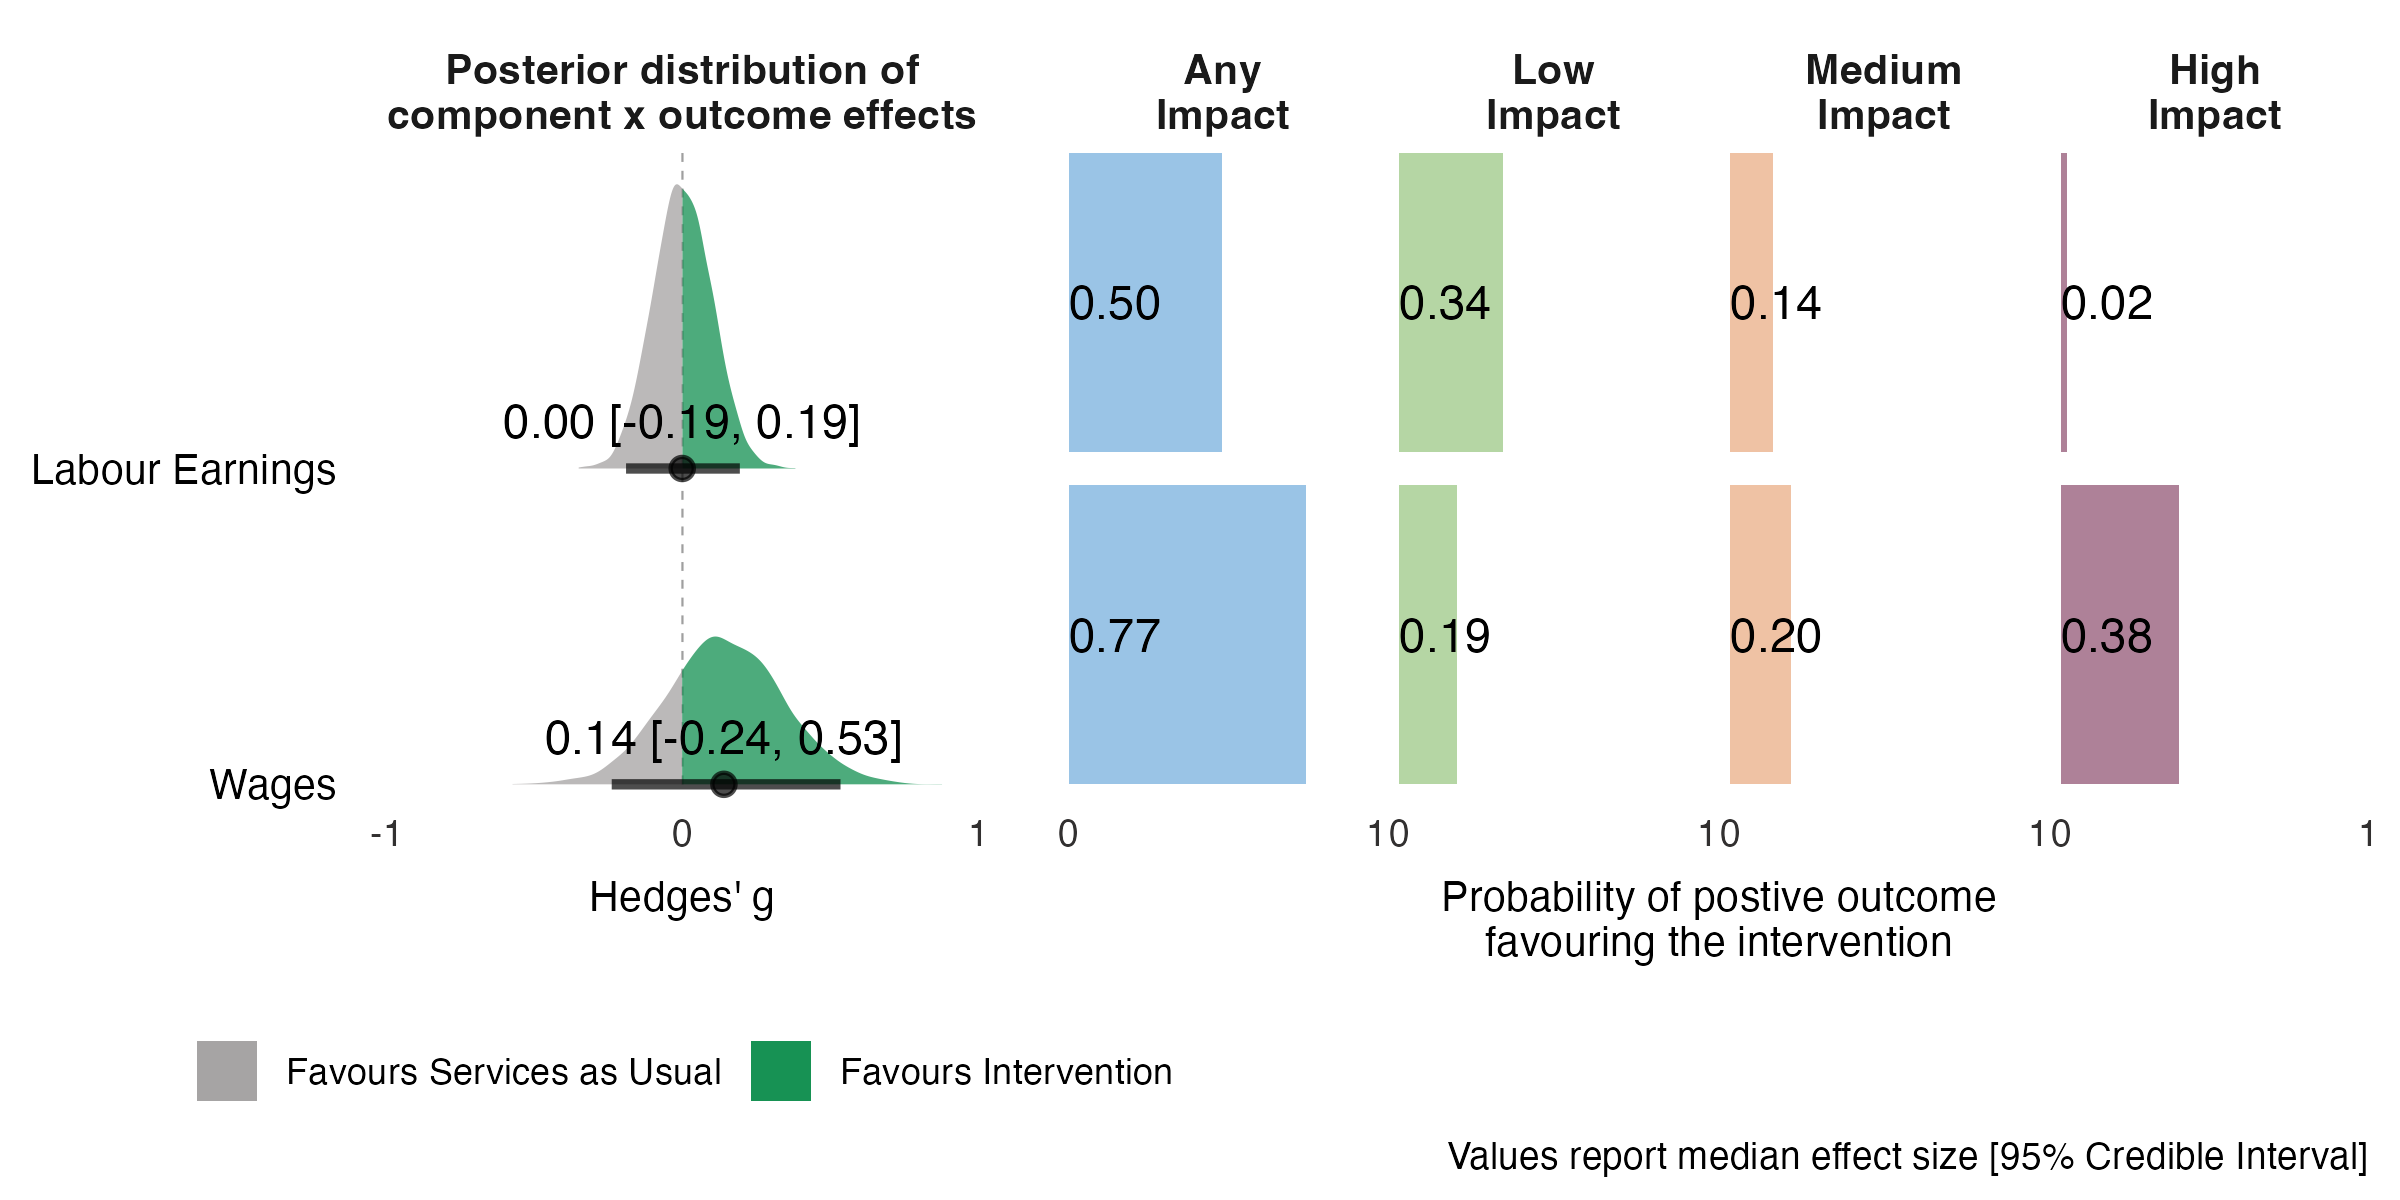 Posterior distribution of
component x outcome effects
Any
Impact
Low
Impact
Medium
Impact
High
Impact
0.50
0.34
0.14
0.02
0.00 [-0.19, 0.19]
Labour Earnings
0.77
0.19
0.20
0.38
0.14 [-0.24, 0.53]
Wages
-1 0 1 0 10 10 10 1
Hedges' g
Probability of postive outcome
favouring the intervention
Favours Services as Usual
Favours Intervention
Values report median effect size [95% Credible Interval]